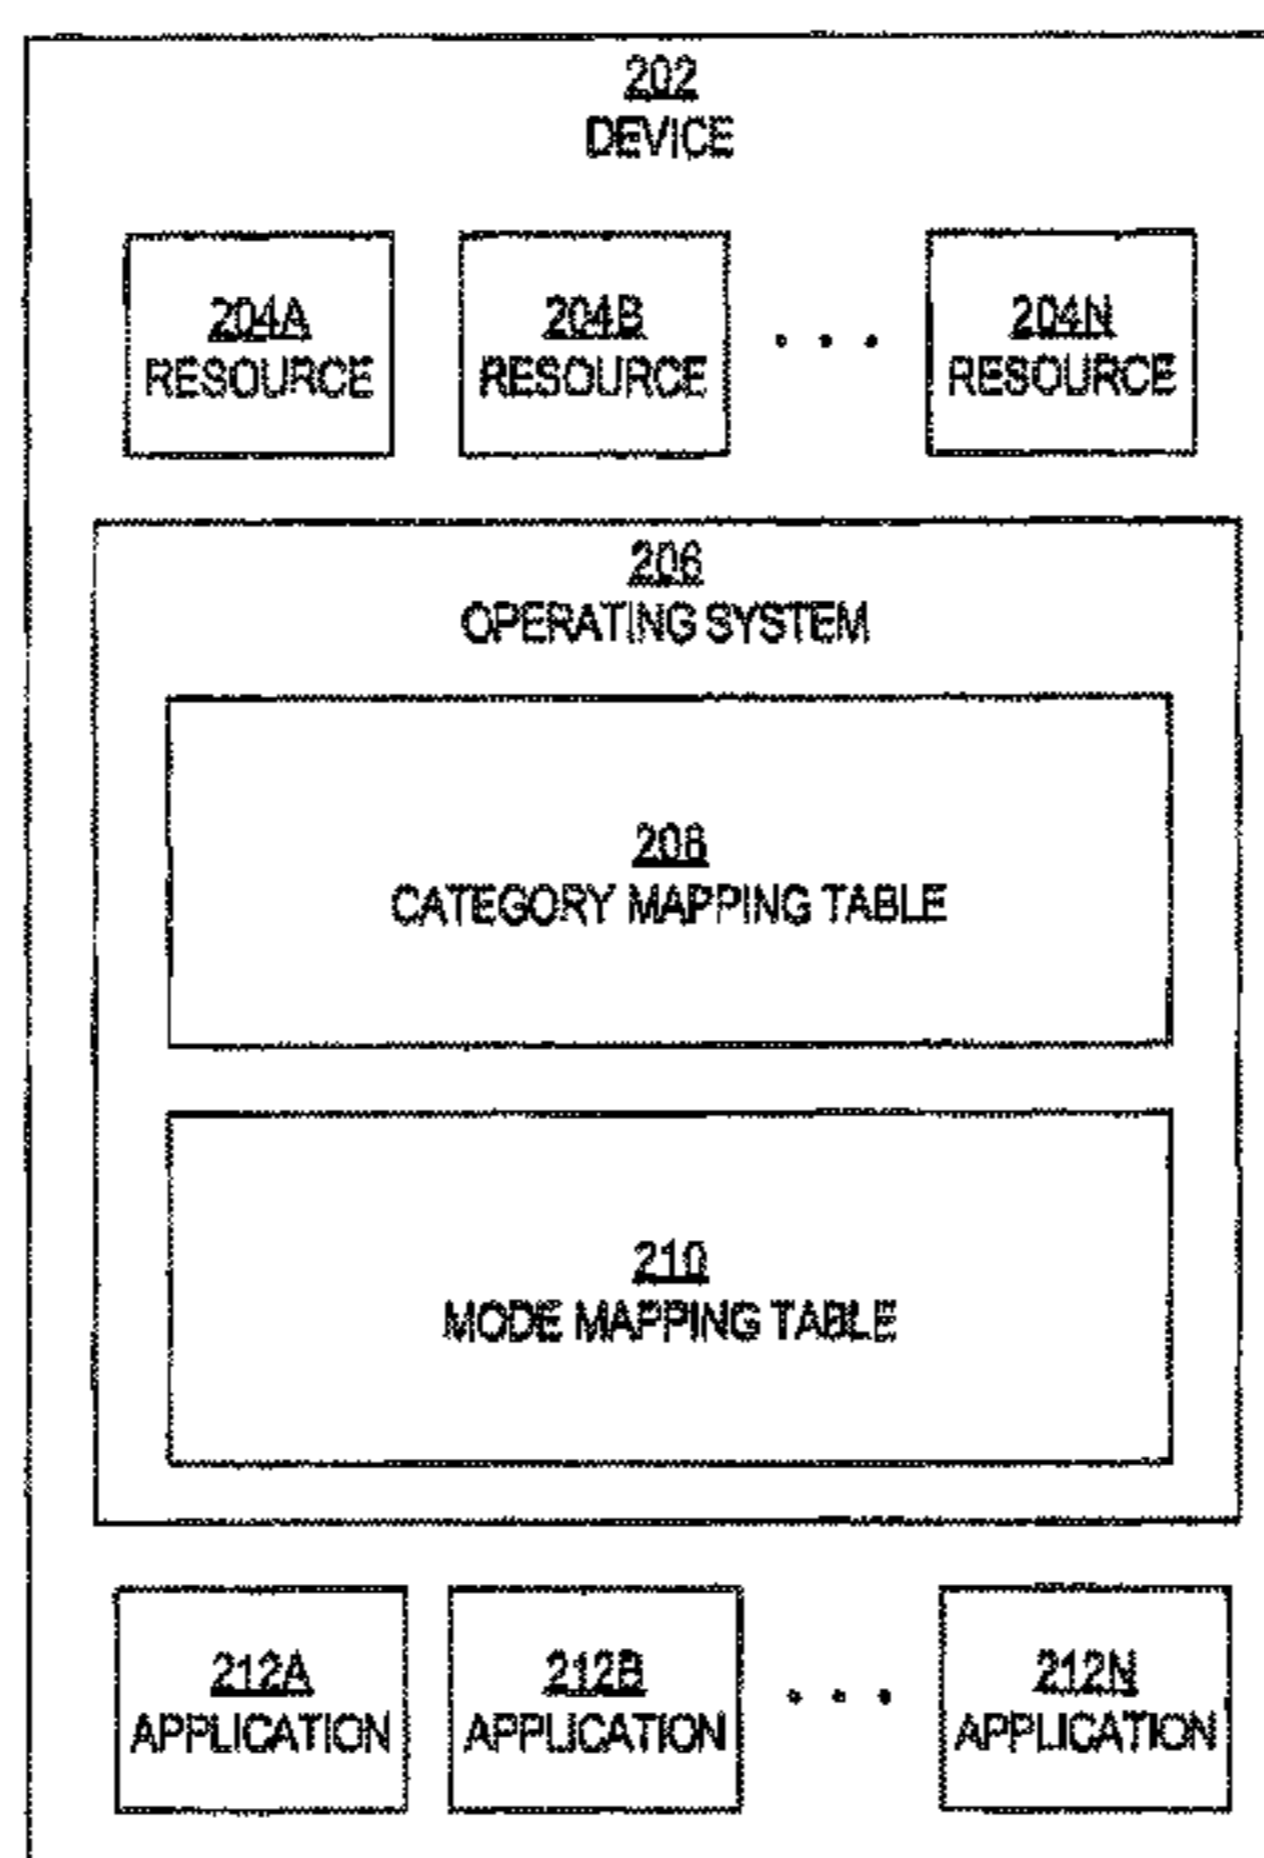 202
DEVICE
204A
RESOURCE
204B
RESOURCE
. . .
204N
RESOURCE
206
OPERATING SYSTEM
208
CATEGORY MAPPING TABLE
210
MODE MAPPING TABLE
212A
APPLICATION
212B
APPLICATION
. . .
212N
APPLICATION